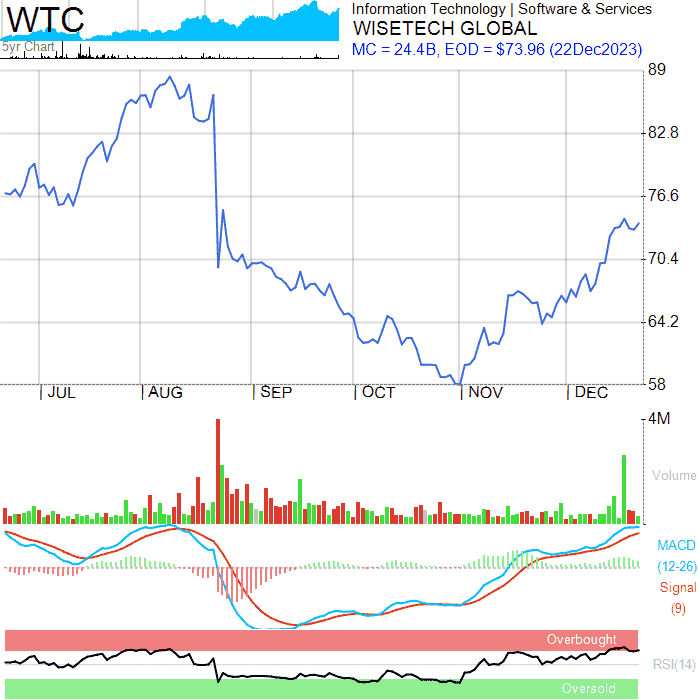 WTC
5yr Chart
Information Technology | Software & Services
WISETECH GLOBAL
MC = 24.4B, EOD = $73.96 (22Dec2023)
89
82.8
76.6
70.4
64.2
58
| JUL | AUG | SEP | OCT | NOV | DEC
4M
Volume
MACD
(12-26)
Signal
(9)
Overbought
RSI(14)
Oversold